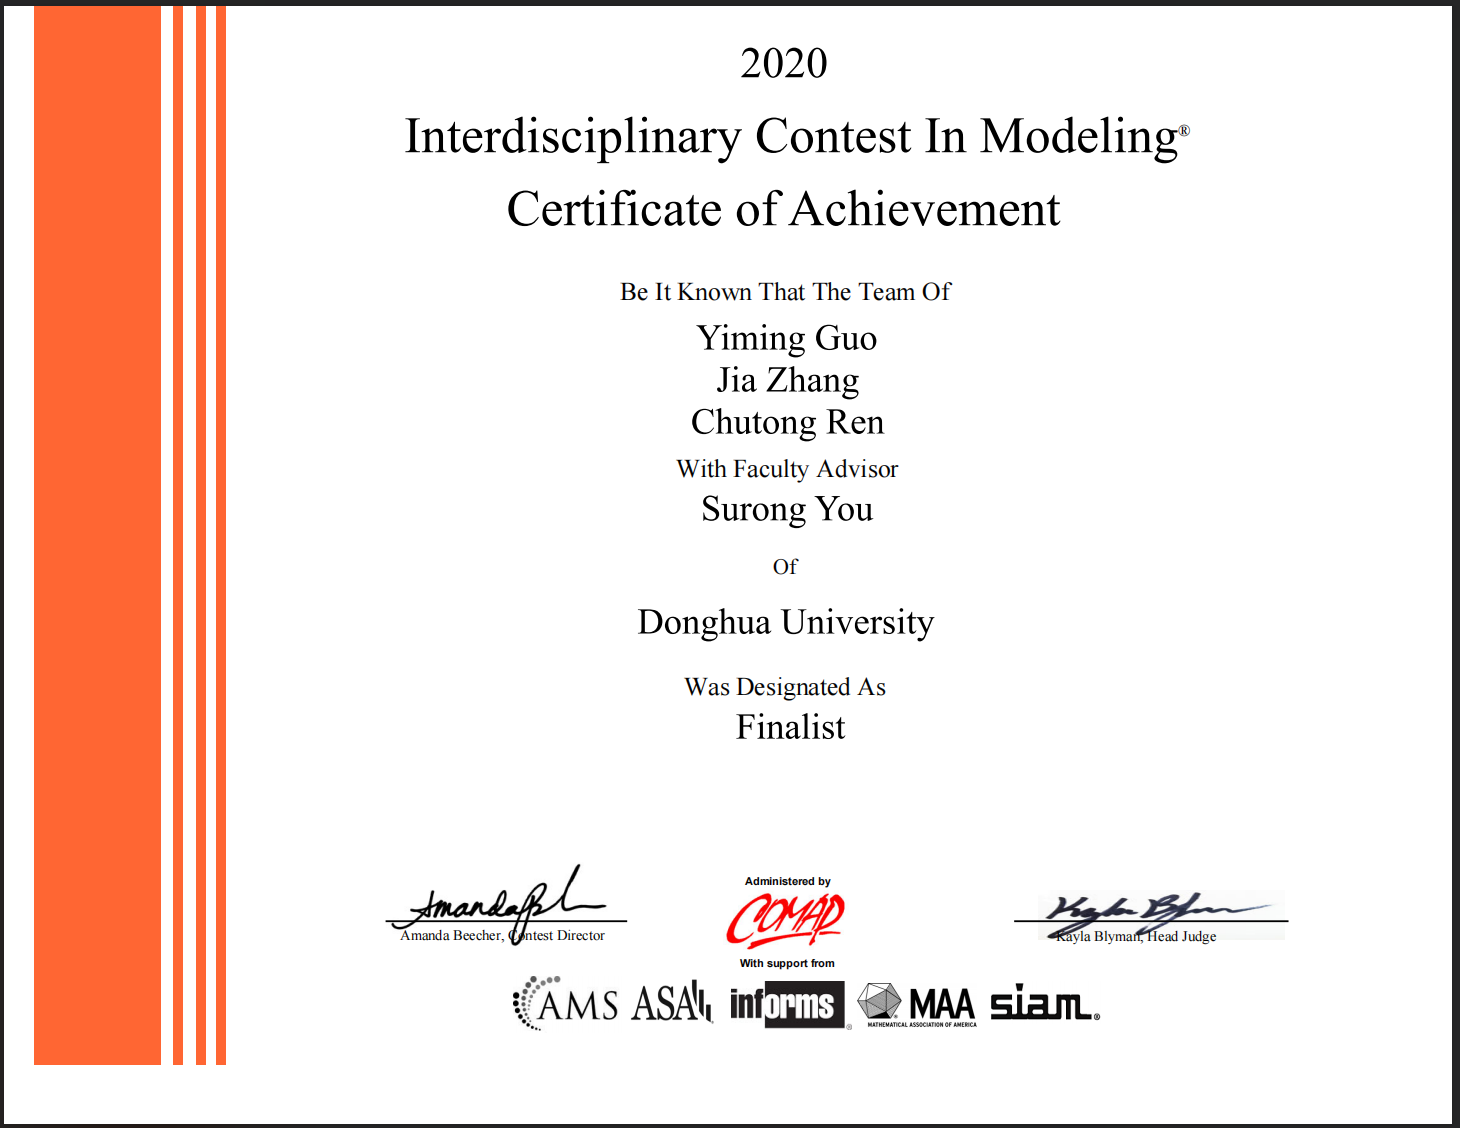 2020
Interdisciplinary Contest In Modeling®
Certificate of Achievement
Be It Known That The Team Of
Yiming Guo
Jia Zhang
Chutong Ren
With Faculty Advisor
Surong You
Of
Donghua University
Was Designated As
Finalist
Amanda Beecher, Contest Director
Administered by
COMAP
Kayla Blyman, Head Judge
With support from
AMS ASA informs® MAA siam®
MATHEMATICAL ASSOCIATION OF AMERICA